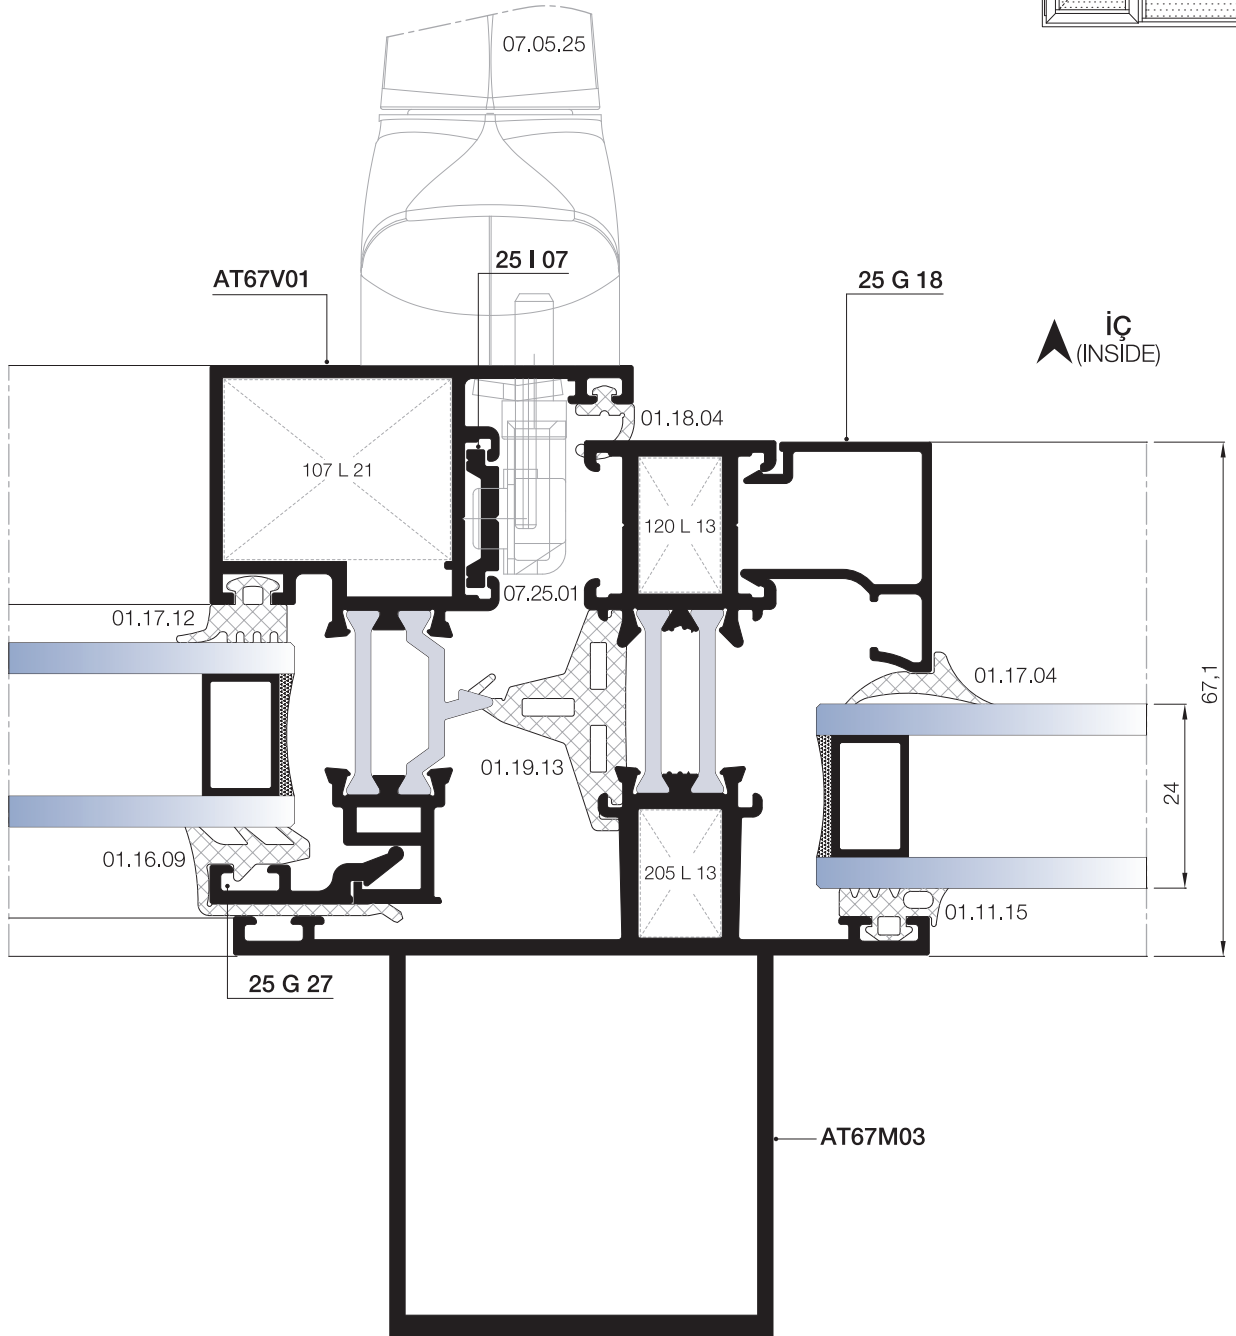 07.05.25
AT67V01
25 I 07
25 G 18
İÇ
(INSIDE)
01.18.04
107 L 21
120 L 13
07.25.01
01.17.12
01.17.04
67,1
01.19.13
24
01.16.09
205 L 13
01.11.15
25 G 27
AT67M03